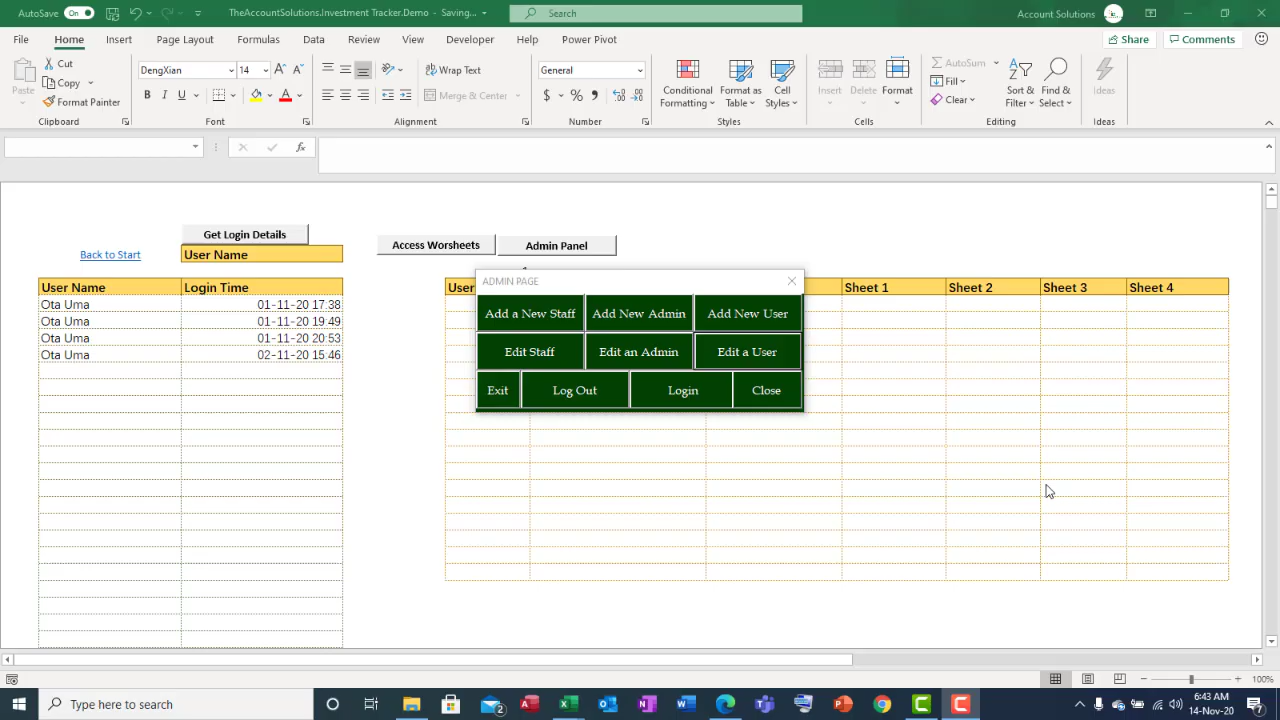 AutoSave On TheAccountSolutions.Investment Tracker.Demo - Saving... Search Account Solutions
File Home Insert Page Layout Formulas Data Review View Developer Help Power Pivot Share Comments
Paste Cut Copy Format Painter Clipboard
DengXian 14 A A B I U A Font
Wrap Text Merge & Center Alignment
General $ % , Number
Conditional Formatting Format as Table Cell Styles Styles
Insert Delete Format Cells
AutoSum Fill Clear Sort & Filter Find & Select Editing
Ideas Ideas
fx
Get Login Details
Back to Start User Name
Access Worsheets Admin Panel
User Name Login Time
Ota Uma 01-11-20 17.38
Ota Uma 01-11-20 19:49
Ota Uma 01-11-20 20:53
Ota Uma 02-11-20 15:46
User Sheet 1 Sheet 2 Sheet 3 Sheet 4
ADMIN PAGE
Add a New Staff Add New Admin Add New User
Edit Staff Edit an Admin Edit a User
Exit Log Out Login Close
100%
Type here to search
6:43 AM
14-Nov-20